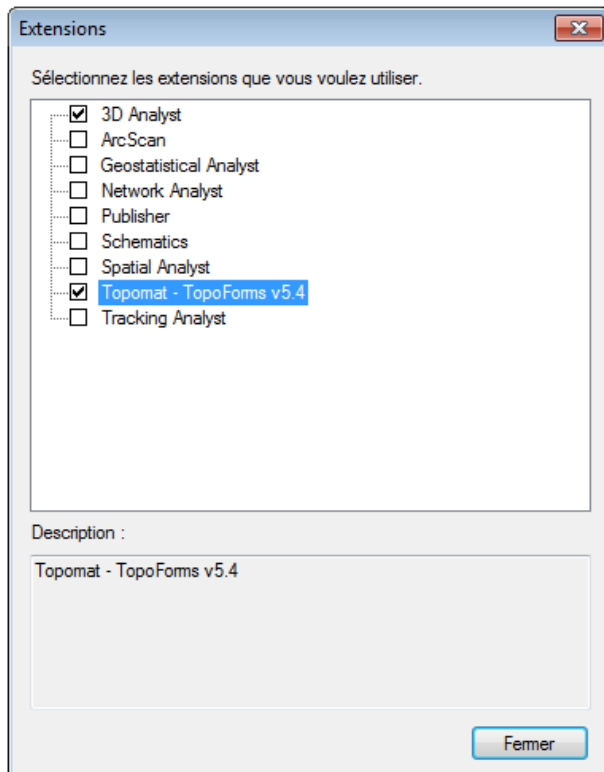 Extensions
Sélectionnez les extensions que vous voulez utiliser.
3D Analyst
ArcScan
Geostatistical Analyst
Network Analyst
Publisher
Schematics
Spatial Analyst
Topomat - TopoForms v5.4
Tracking Analyst
Description :
Topomat - TopoForms v5.4
Fermer